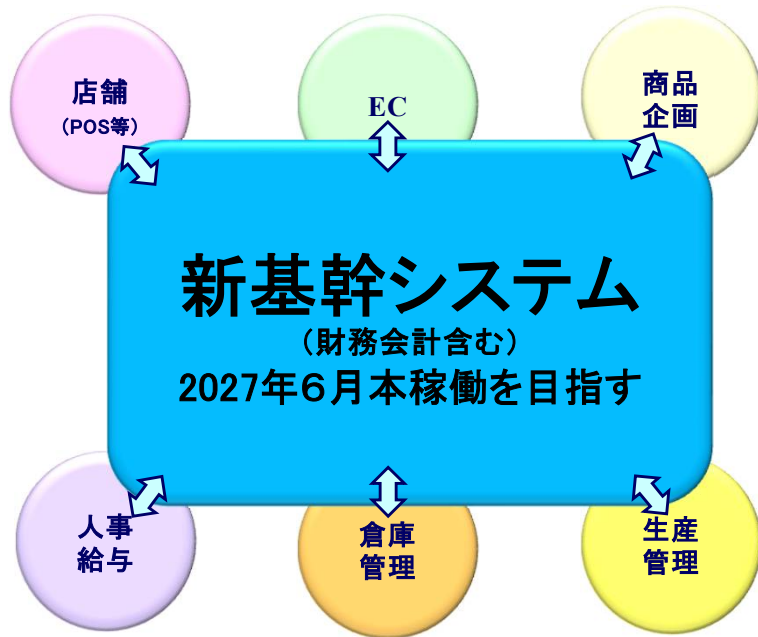 店舗
（POS等）
EC
商品
企画
新基幹システム
（財務会計含む）
2027年６月本稼働を目指す
人事
給与
倉庫
管理
生産
管理